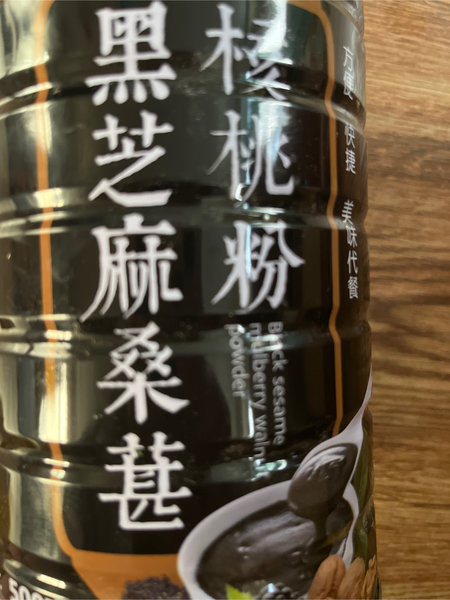 黑芝麻桑葚
核桃粉
方便 快捷 美味代餐
Black sesame
mulberry waln
powder